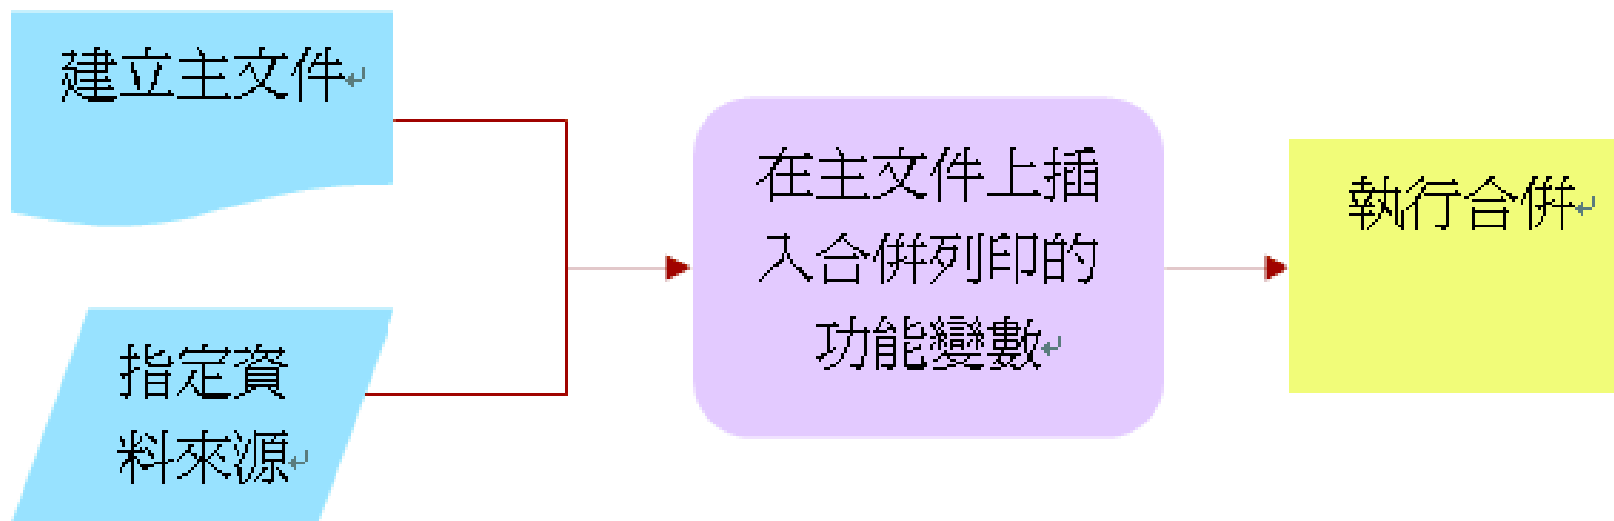 建立主文件
指定資
料來源
在主文件上插
入合併列印的
功能變數
執行合併